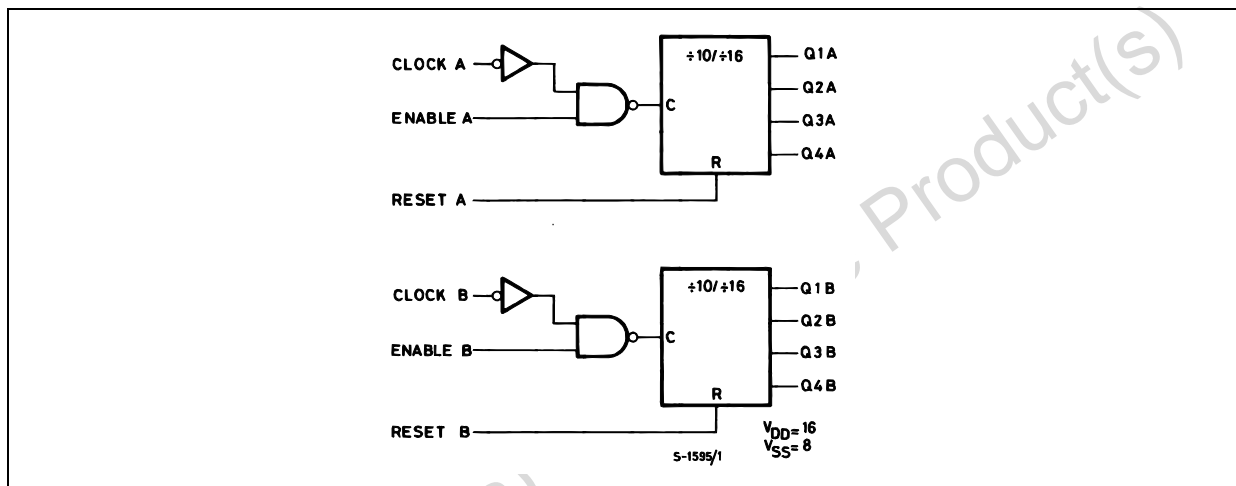 CLOCK A
ENABLE A
RESET A
÷10/÷16
C
R
Q1A
Q2A
Q3A
Q4A
CLOCK B
ENABLE B
RESET B
÷10/÷16
C
R
Q1B
Q2B
Q3B
Q4B
VDD=16
VSS=8
S-1595/1
Product(s)